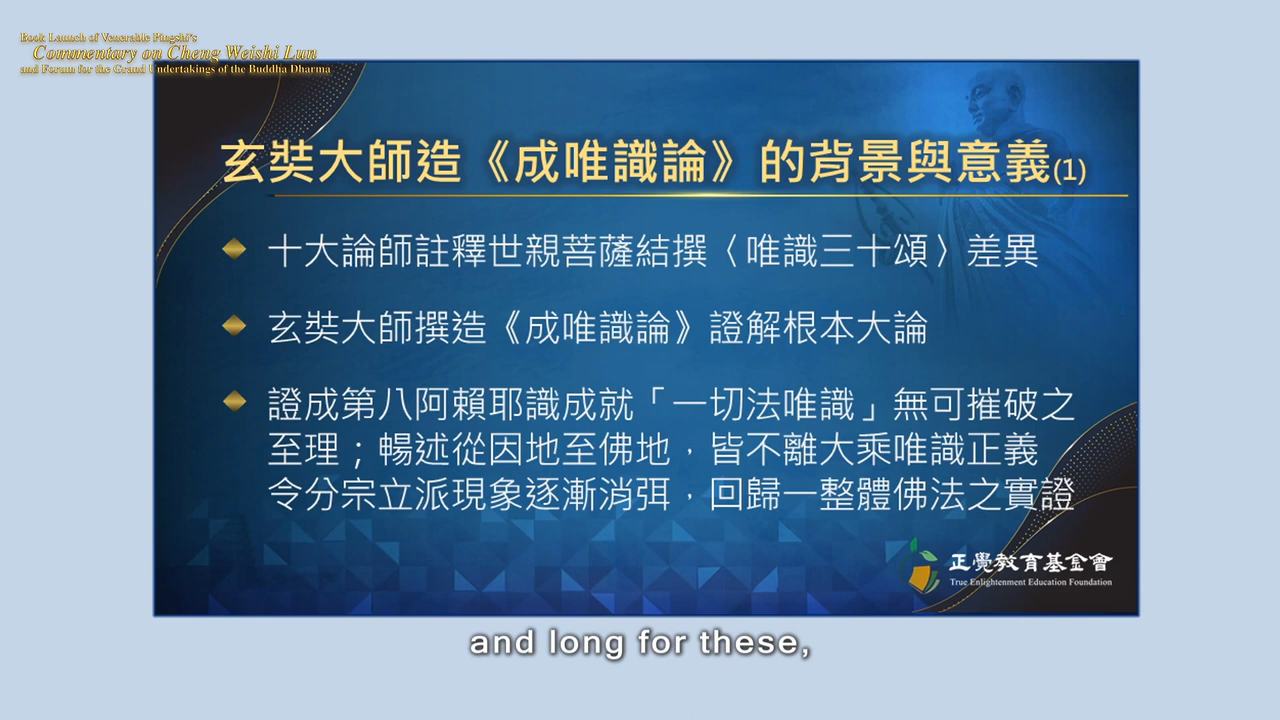 Book Launch of Venerable Pingshi's
Commentary on Cheng Weishi Lun
and Forum for the Grand Undertakings of the Buddha Dharma
玄奘大師造《成唯識論》的背景與意義(1)
十大論師註釋世親菩薩結撰〈唯識三十頌〉差異
玄奘大師撰造《成唯識論》證解根本大論
證成第八阿賴耶識成就「一切法唯識」無可摧破之
至理；暢述從因地至佛地，皆不離大乘唯識正義
令分宗立派現象逐漸消弭，回歸一整體佛法之實證
正覺教育基金會
True Enlightenment Education Foundation
and long for these,